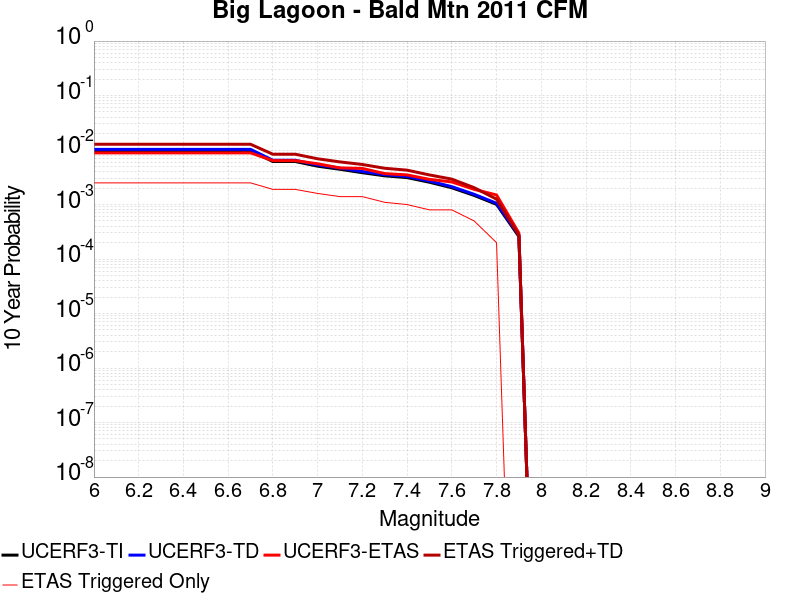 Big Lagoon - Bald Mtn 2011 CFM
10 Year Probability
10^0
10^-1
10^-2
10^-3
10^-4
10^-5
10^-6
10^-7
10^-8
6 6.2 6.4 6.6 6.8 7 7.2 7.4 7.6 7.8 8 8.2 8.4 8.6 8.8 9
Magnitude
UCERF3-TI UCERF3-TD UCERF3-ETAS ETAS Triggered+TD
ETAS Triggered Only